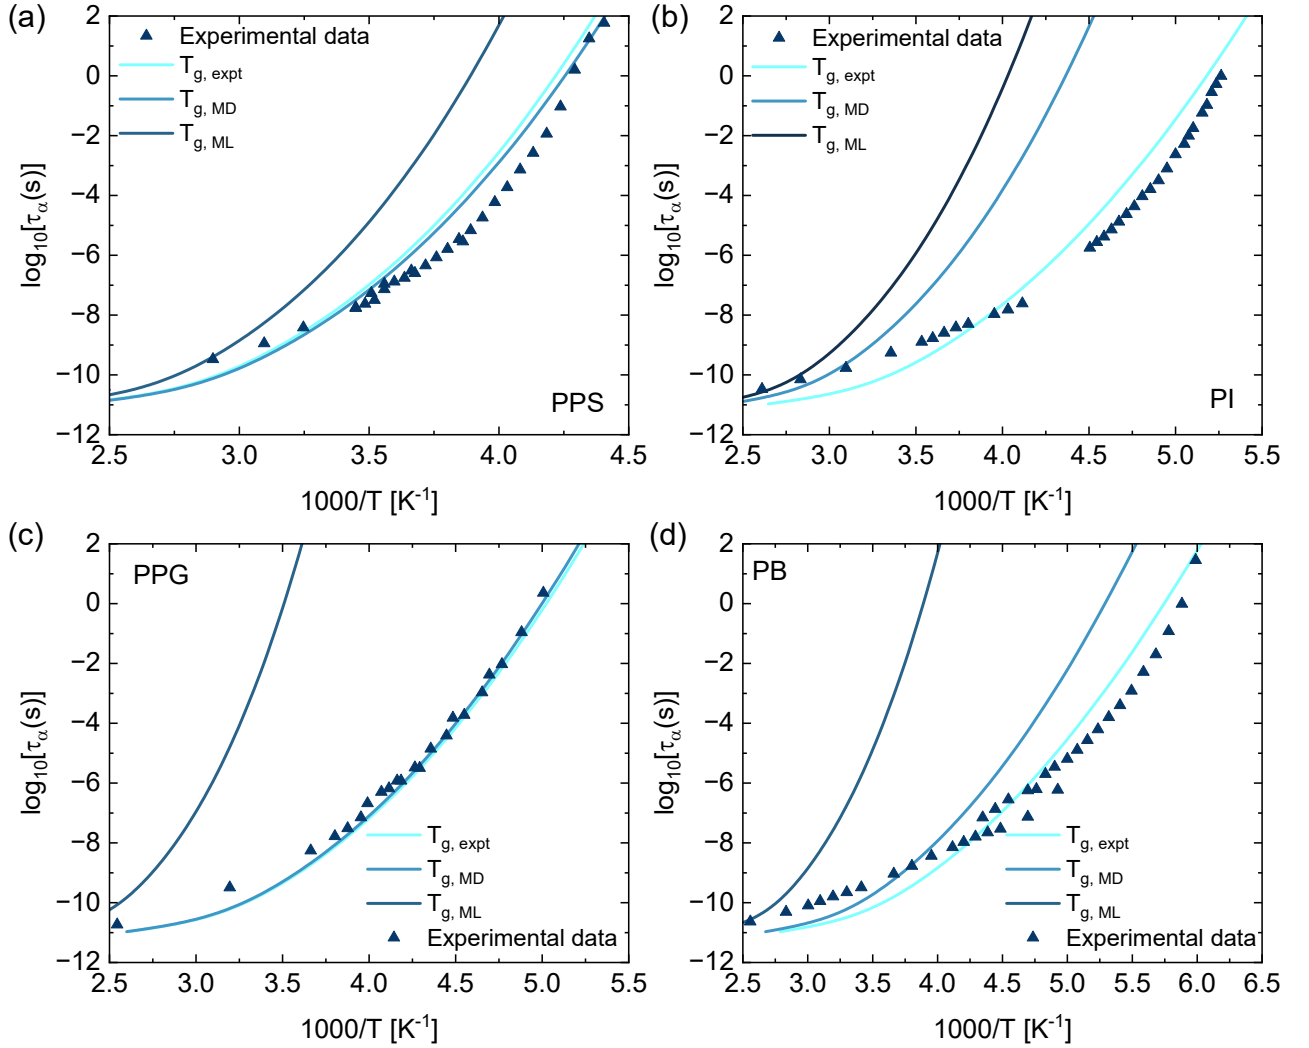 (a)
Experimental data
T_g, expt
T_g, MD
T_g, ML
PPS
log₁₀[τ_α(s)]
2
0
−2
−4
−6
−8
−10
−12
2.5 3.0 3.5 4.0 4.5
1000/T [K⁻¹]
(b)
Experimental data
T_g, expt
T_g, MD
T_g, ML
PI
log₁₀[τ_α(s)]
2
0
−2
−4
−6
−8
−10
−12
2.5 3.0 3.5 4.0 4.5 5.0 5.5
1000/T [K⁻¹]
(c)
PPG
T_g, expt
T_g, MD
T_g, ML
Experimental data
log₁₀[τ_α(s)]
2
0
−2
−4
−6
−8
−10
−12
2.5 3.0 3.5 4.0 4.5 5.0 5.5
1000/T [K⁻¹]
(d)
PB
T_g, expt
T_g, MD
T_g, ML
Experimental data
log₁₀[τ_α(s)]
2
0
−2
−4
−6
−8
−10
−12
2.5 3.0 3.5 4.0 4.5 5.0 5.5 6.0 6.5
1000/T [K⁻¹]